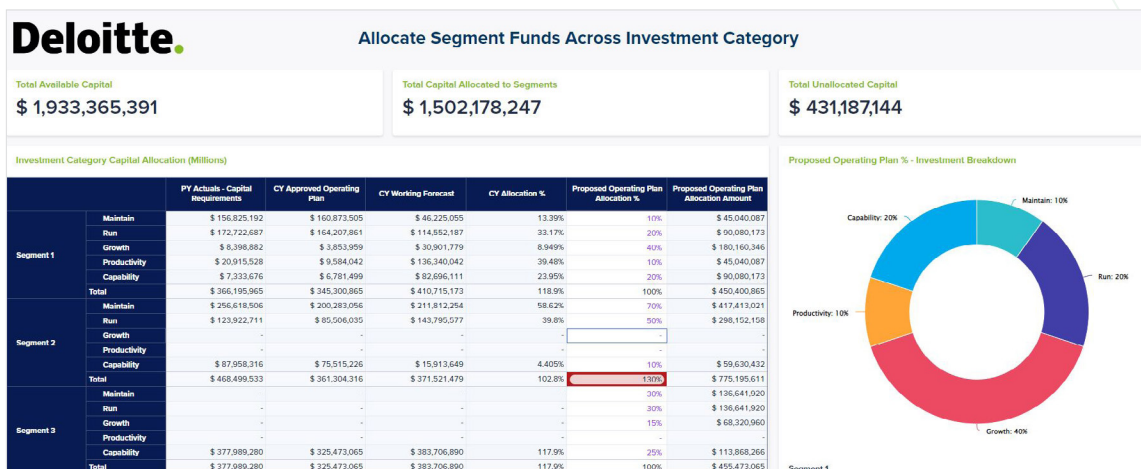 Deloitte.
Allocate Segment Funds Across Investment Category
Total Available Capital
$ 1,933,365,391
Total Capital Allocated to Segments
$ 1,502,178,247
Total Unallocated Capital
$ 431,187,144
Investment Category Capital Allocation (Millions)
PY Actuals - Capital Requirements CY Approved Operating Plan CY Working Forecast CY Allocation % Proposed Operating Plan Allocation % Proposed Operating Plan Allocation Amount
Segment 1
Maintain $ 156,825,192 $ 160,873,505 $ 46,225,055 13.39% 10% $ 45,040,087
Run $ 172,722,687 $ 164,207,861 $ 114,552,187 33.17% 20% $ 90,080,173
Growth $ 8,398,882 $ 3,853,959 $ 30,901,779 8.949% 40% $ 180,160,346
Productivity $ 20,915,528 $ 9,584,042 $ 136,340,042 39.48% 10% $ 45,040,087
Capability $ 7,333,676 $ 6,781,499 $ 82,696,111 23.95% 20% $ 90,080,173
Total $ 366,195,965 $ 345,300,865 $ 410,715,173 118.9% 100% $ 450,400,865
Segment 2
Maintain $ 256,618,506 $ 200,283,056 $ 211,812,254 58.62% 70% $ 417,413,021
Run $ 123,922,711 $ 85,506,035 $ 143,795,577 39.8% 50% $ 298,152,158
Growth - - - - - -
Productivity - - - - - -
Capability $ 87,958,316 $ 75,515,226 $ 15,913,649 4.405% 10% $ 59,630,432
Total $ 468,499,533 $ 361,304,316 $ 371,521,479 102.8% 130% $ 775,195,611
Segment 3
Maintain 30% $ 136,641,920
Run - - - - 30% $ 136,641,920
Growth - - - - 15% $ 68,320,960
Productivity - - - - - -
Capability $ 377,989,280 $ 325,473,065 $ 383,706,890 117.9% 25% $ 113,868,266
Total $ 377,989,280 $ 325,473,065 $ 383,706,890 117.9% 100% $ 455,473,065
Proposed Operating Plan % - Investment Breakdown
Maintain: 10%
Capability: 20%
Run: 20%
Productivity: 10%
Growth: 40%
Segment 1